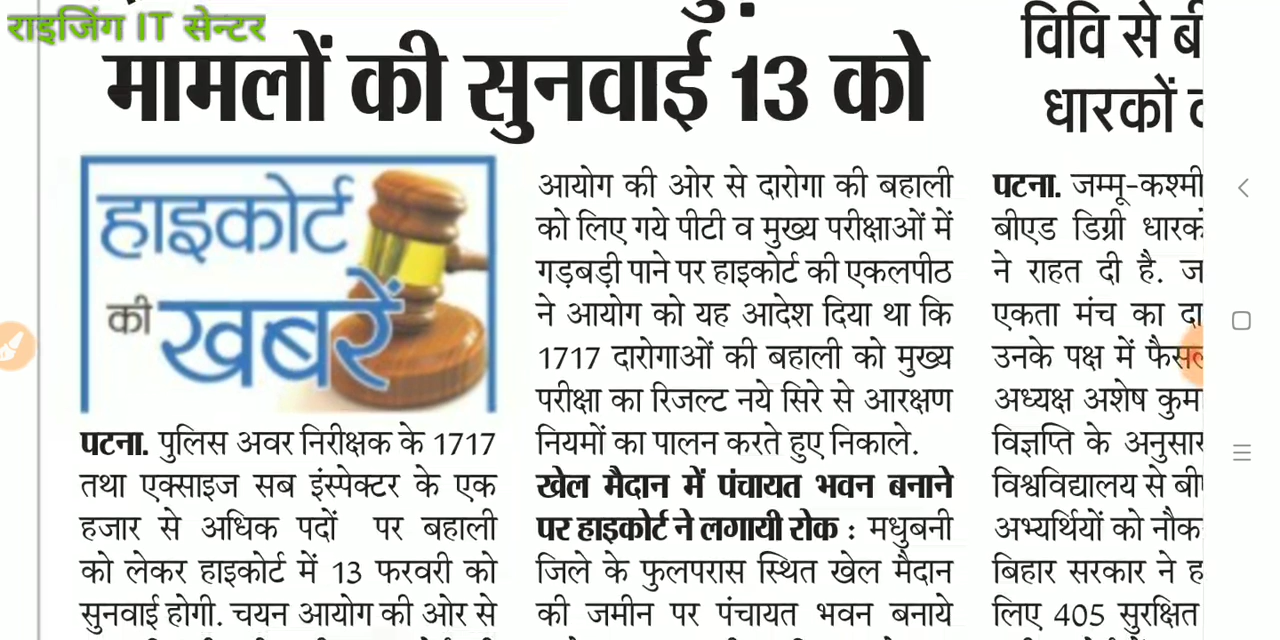 राइजिंग IT सेन्टर
मामलों की सुनवाई 13 को
हाइकोर्ट
की खबरें
पटना. पुलिस अवर निरीक्षक के 1717
तथा एक्साइज सब इंस्पेक्टर के एक
हजार से अधिक पदों पर बहाली
को लेकर हाइकोर्ट में 13 फरवरी को
सुनवाई होगी. चयन आयोग की ओर से
आयोग की ओर से दारोगा की बहाली
को लिए गये पीटी व मुख्य परीक्षाओं में
गड़बड़ी पाने पर हाइकोर्ट की एकलपीठ
ने आयोग को यह आदेश दिया था कि
1717 दारोगाओं की बहाली को मुख्य
परीक्षा का रिजल्ट नये सिरे से आरक्षण
नियमों का पालन करते हुए निकाले.
खेल मैदान में पंचायत भवन बनाने
पर हाइकोर्ट ने लगायी रोक : मधुबनी
जिले के फुलपरास स्थित खेल मैदान
की जमीन पर पंचायत भवन बनाये
विवि से
धारकों
पटना. जम्मू-कश्मी
बीएड डिग्री धारक
ने राहत दी है. ज
एकता मंच का दा
उनके पक्ष में
अध्यक्ष अशेष कुम
विज्ञप्ति के अनुसार
विश्वविद्यालय से बी
अभ्यर्थियों को नौक
बिहार सरकार ने ह
लिए 405 सुरक्षित